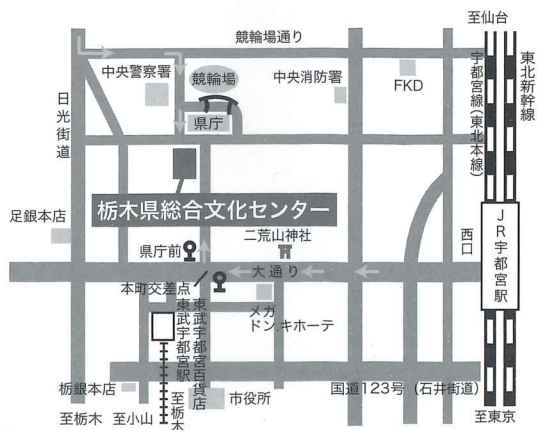 至仙台
競輪場通り
中央警察署
競輪場
中央消防署
FKD
宇都宮線(東北本線)
東北新幹線
日光街道
県庁
栃木県総合文化センター
足銀本店
県庁前
二荒山神社
西口
JR宇都宮駅
大通り
本町交差点
メガ
ドン.キホーテ
東武宇都宮百貨店
東武宇都宮駅
栃銀本店
市役所
国道123号(石井街道)
至栃木
至小山
至栃木
至東京